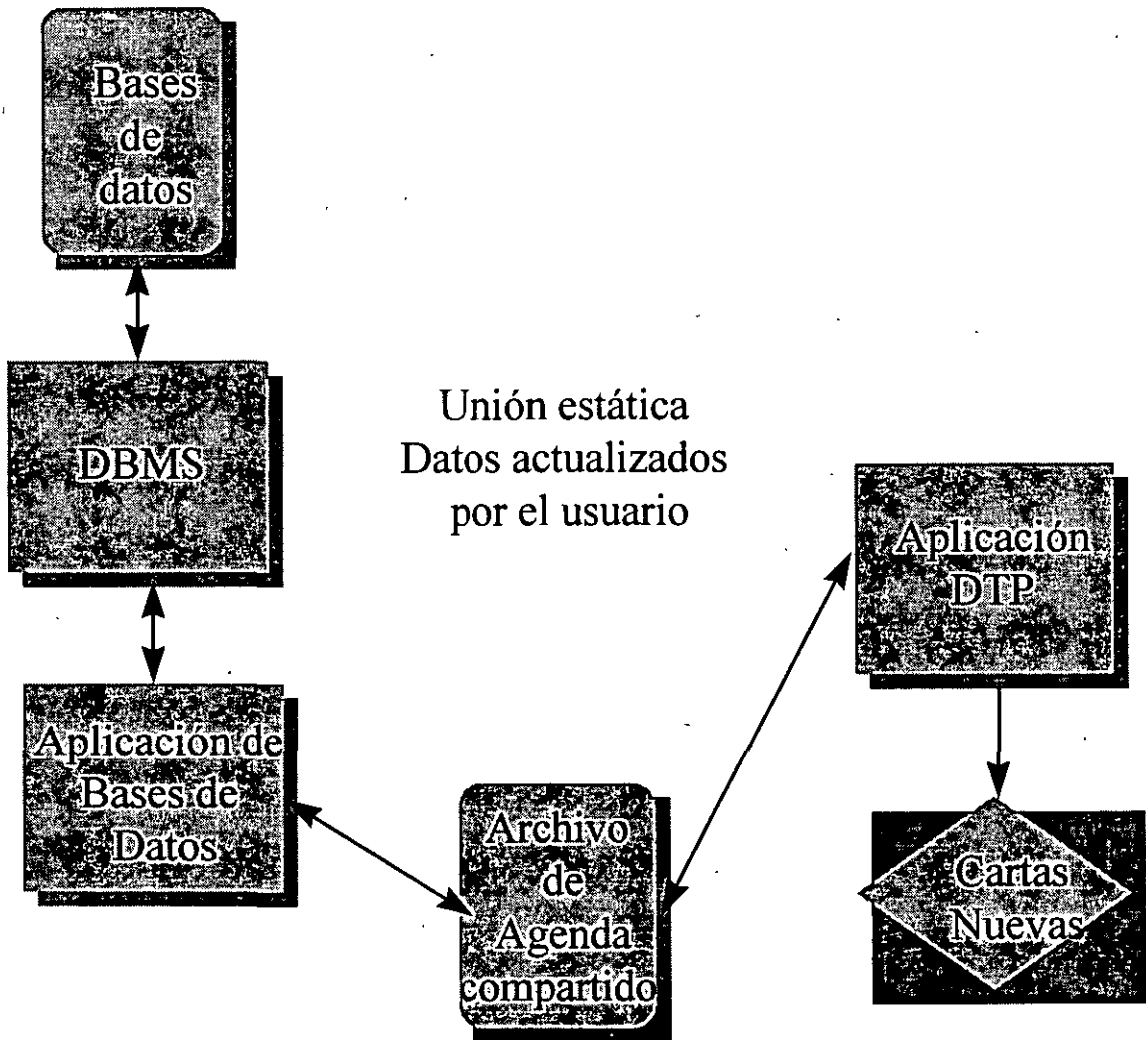 Bases
de
datos
DBMS
Unión estática
Datos actualizados
por el usuario
Aplicación
DTP
Aplicación de
Bases de
Datos
Archivo
de
Agenda
compartido
Cartas
Nuevas